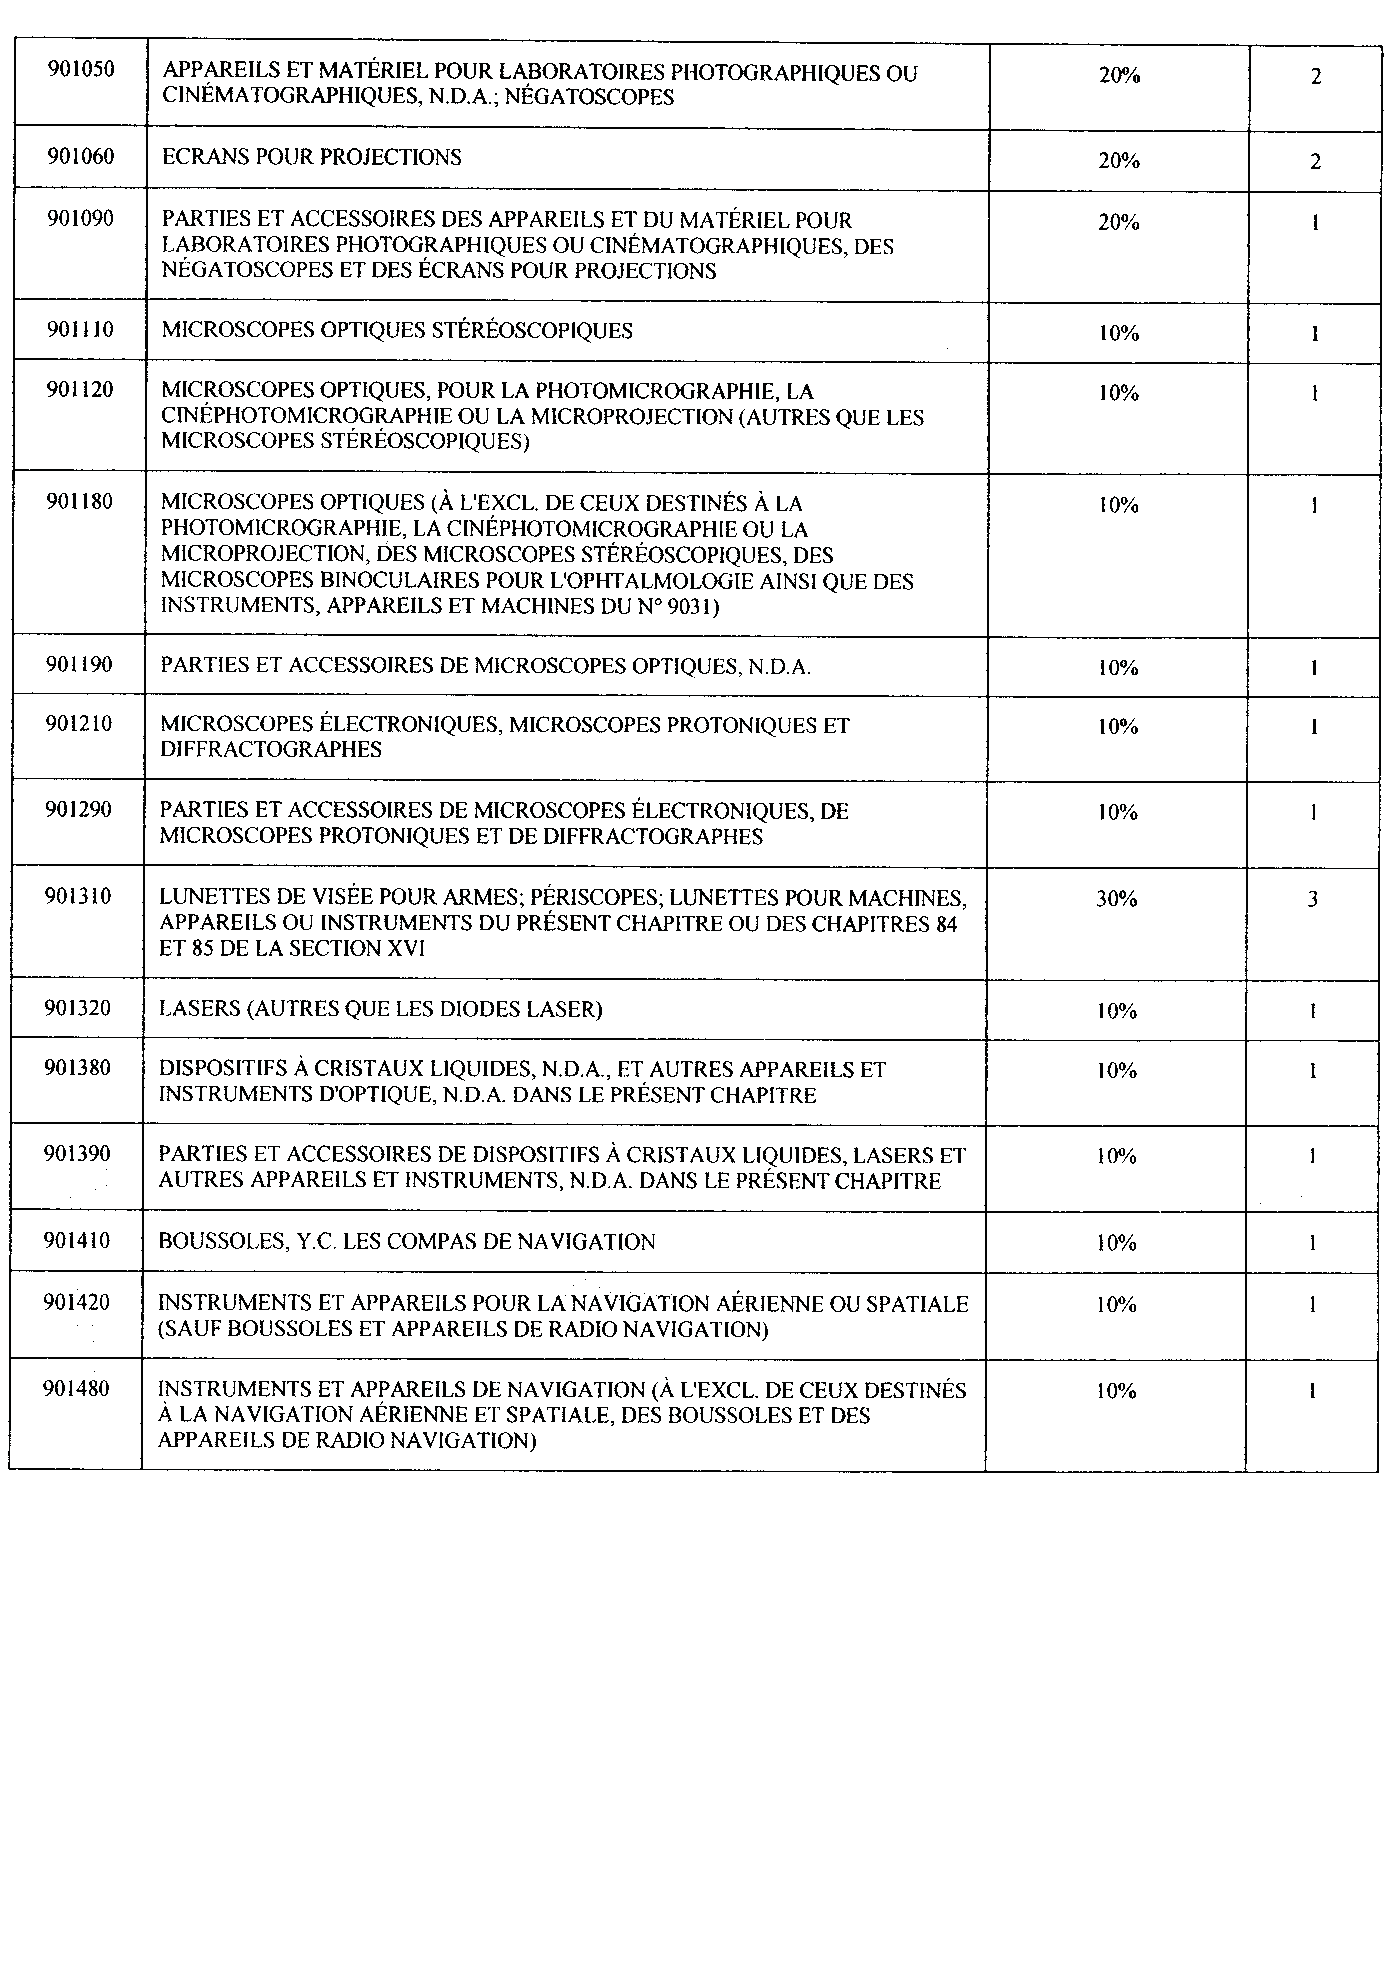 901050 APPAREILS ET MATÉRIEL POUR LABORATOIRES PHOTOGRAPHIQUES OU 20% 2
CINÉMATOGRAPHIQUES, N.D.A.; NÉGATOSCOPES
901060 ECRANS POUR PROJECTIONS 20% 2
901090 PARTIES ET ACCESSOIRES DES APPAREILS ET DU MATÉRIEL POUR 20% 1
LABORATOIRES PHOTOGRAPHIQUES OU CINÉMATOGRAPHIQUES, DES
NÉGATOSCOPES ET DES ÉCRANS POUR PROJECTIONS
901110 MICROSCOPES OPTIQUES STÉRÉOSCOPIQUES 10% 1
901120 MICROSCOPES OPTIQUES, POUR LA PHOTOMICROGRAPHIE, LA 10% 1
CINÉPHOTOMICROGRAPHIE OU LA MICROPROJECTION (AUTRES QUE LES
MICROSCOPES STÉRÉOSCOPIQUES)
901180 MICROSCOPES OPTIQUES (À L'EXCL. DE CEUX DESTINÉS À LA 10% 1
PHOTOMICROGRAPHIE, LA CINÉPHOTOMICROGRAPHIE OU LA
MICROPROJECTION, DES MICROSCOPES STÉRÉOSCOPIQUES, DES
MICROSCOPES BINOCULAIRES POUR L'OPHTALMOLOGIE AINSI QUE DES
INSTRUMENTS, APPAREILS ET MACHINES DU N° 9031)
901190 PARTIES ET ACCESSOIRES DE MICROSCOPES OPTIQUES, N.D.A. 10% 1
901210 MICROSCOPES ÉLECTRONIQUES, MICROSCOPES PROTONIQUES ET 10% 1
DIFFRACTOGRAPHES
901290 PARTIES ET ACCESSOIRES DE MICROSCOPES ÉLECTRONIQUES, DE 10% 1
MICROSCOPES PROTONIQUES ET DE DIFFRACTOGRAPHES
901310 LUNETTES DE VISÉE POUR ARMES; PÉRISCOPES; LUNETTES POUR MACHINES, 30% 3
APPAREILS OU INSTRUMENTS DU PRÉSENT CHAPITRE OU DES CHAPITRES 84
ET 85 DE LA SECTION XVI
901320 LASERS (AUTRES QUE LES DIODES LASER) 10% 1
901380 DISPOSITIFS À CRISTAUX LIQUIDES, N.D.A., ET AUTRES APPAREILS ET 10% 1
INSTRUMENTS D'OPTIQUE, N.D.A. DANS LE PRÉSENT CHAPITRE
901390 PARTIES ET ACCESSOIRES DE DISPOSITIFS À CRISTAUX LIQUIDES, LASERS ET 10% 1
AUTRES APPAREILS ET INSTRUMENTS, N.D.A. DANS LE PRÉSENT CHAPITRE
901410 BOUSSOLES, Y.C. LES COMPAS DE NAVIGATION 10% 1
901420 INSTRUMENTS ET APPAREILS POUR LA NAVIGATION AÉRIENNE OU SPATIALE 10% 1
(SAUF BOUSSOLES ET APPAREILS DE RADIO NAVIGATION)
901480 INSTRUMENTS ET APPAREILS DE NAVIGATION (À L'EXCL. DE CEUX DESTINÉS 10% 1
À LA NAVIGATION AÉRIENNE ET SPATIALE, DES BOUSSOLES ET DES
APPAREILS DE RADIO NAVIGATION)